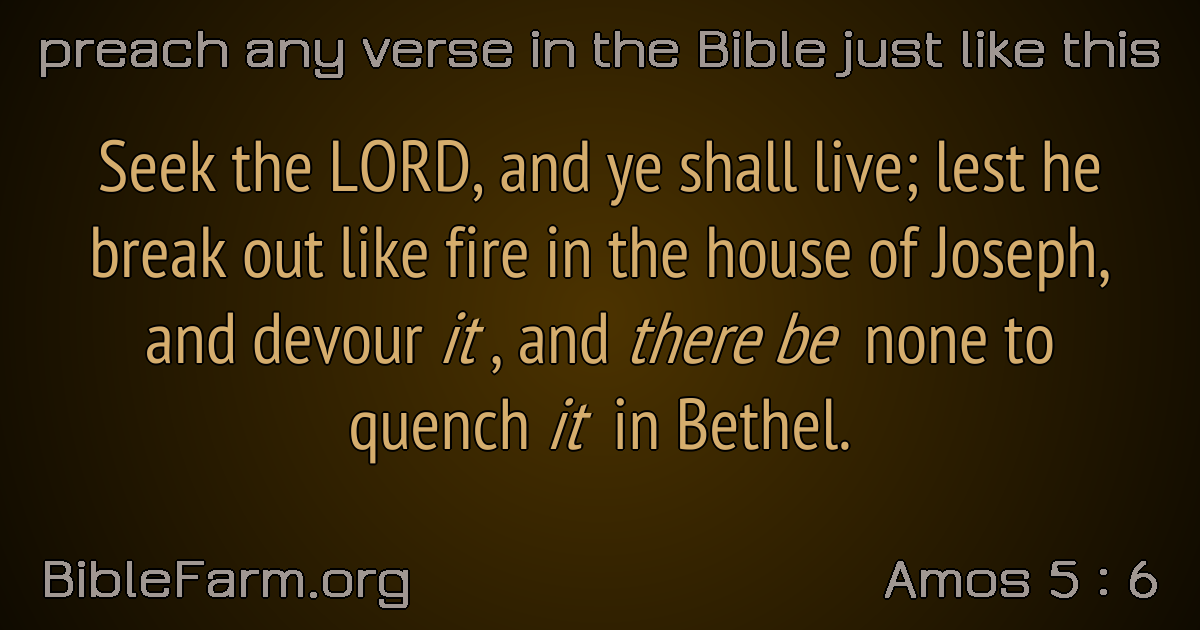 preach any verse in the Bible just like this
Seek the LORD, and ye shall live; lest he
break out like fire in the house of Joseph,
and devour it , and there be none to
quench it in Bethel.
BibleFarm.org
Amos 5 : 6